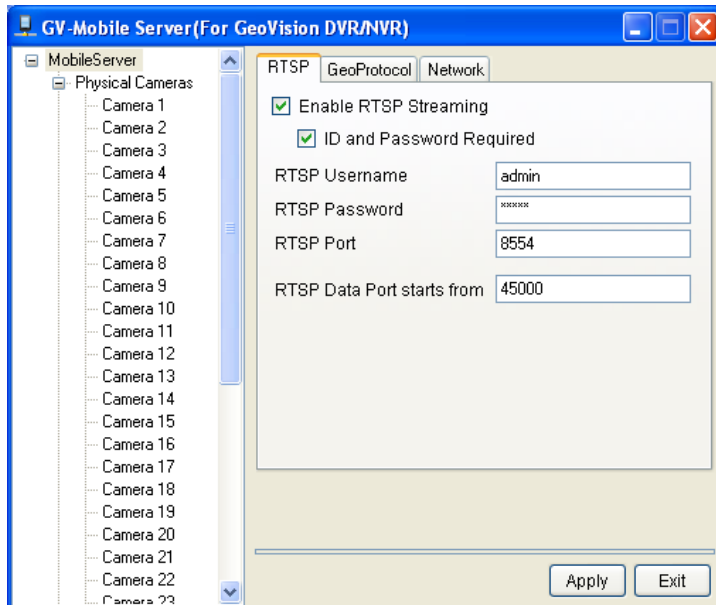 GV-Mobile Server(For GeoVision DVR/NVR)
MobileServer
Physical Cameras
Camera 1
Camera 2
Camera 3
Camera 4
Camera 5
Camera 6
Camera 7
Camera 8
Camera 9
Camera 10
Camera 11
Camera 12
Camera 13
Camera 14
Camera 15
Camera 16
Camera 17
Camera 18
Camera 19
Camera 20
Camera 21
Camera 22
Camera 23
RTSP GeoProtocol Network
Enable RTSP Streaming
ID and Password Required
RTSP Username admin
RTSP Password xxxxx
RTSP Port 8554
RTSP Data Port starts from 45000
Apply Exit